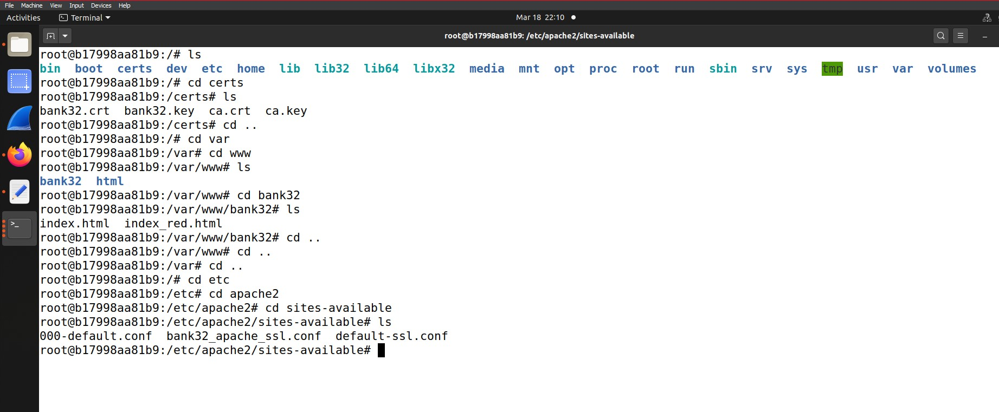 File Machine View Input Devices Help
Activities Terminal Mar 18 22:10
root@b17998aa81b9: /etc/apache2/sites-available
root@b17998aa81b9:/# ls
bin boot certs dev etc home lib lib32 lib64 libx32 media mnt opt proc root run sbin srv sys tmp usr var volumes
root@b17998aa81b9:/# cd certs
root@b17998aa81b9:/certs# ls
bank32.crt bank32.key ca.crt ca.key
root@b17998aa81b9:/certs# cd ..
root@b17998aa81b9:/# cd var
root@b17998aa81b9:/var# cd www
root@b17998aa81b9:/var/www# ls
bank32 html
root@b17998aa81b9:/var/www# cd bank32
root@b17998aa81b9:/var/www/bank32# ls
index.html index_red.html
root@b17998aa81b9:/var/www/bank32# cd ..
root@b17998aa81b9:/var/www# cd ..
root@b17998aa81b9:/var# cd ..
root@b17998aa81b9:/# cd etc
root@b17998aa81b9:/etc# cd apache2
root@b17998aa81b9:/etc/apache2# cd sites-available
root@b17998aa81b9:/etc/apache2/sites-available# ls
000-default.conf bank32_apache_ssl.conf default-ssl.conf
root@b17998aa81b9:/etc/apache2/sites-available#